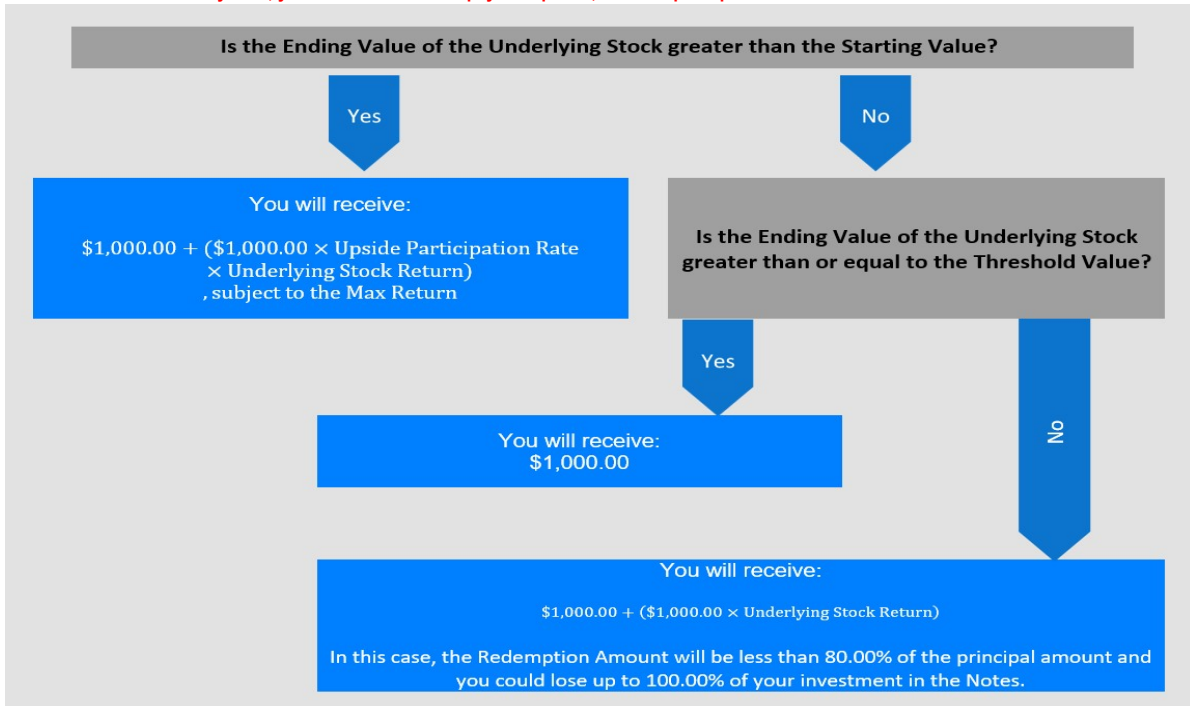 Is the Ending Value of the Underlying Stock greater than the Starting Value?
Yes
No
You will receive:
$1,000.00 + ($1,000.00 × Upside Participation Rate
× Underlying Stock Return)
, subject to the Max Return
Is the Ending Value of the Underlying Stock
greater than or equal to the Threshold Value?
Yes
No
You will receive:
$1,000.00
You will receive:
$1,000.00 + ($1,000.00 × Underlying Stock Return)
In this case, the Redemption Amount will be less than 80.00% of the principal amount and
you could lose up to 100.00% of your investment in the Notes.